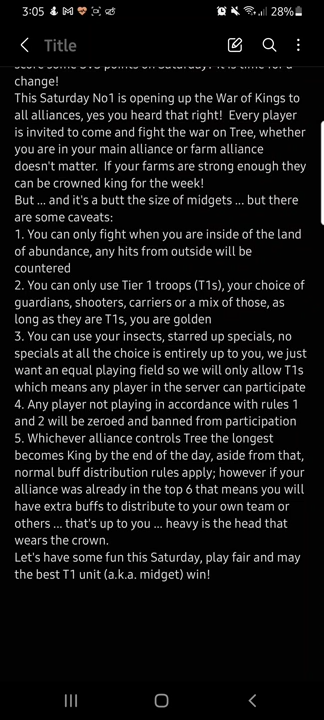 3:05
28%
Title
score some SvS points on Saturday? It is time for a
change!
This Saturday No1 is opening up the War of Kings to
all alliances, yes you heard that right!  Every player
is invited to come and fight the war on Tree, whether
you are in your main alliance or farm alliance
doesn't matter.  If your farms are strong enough they
can be crowned king for the week!
But ... and it's a butt the size of midgets ... but there
are some caveats:
1. You can only fight when you are inside of the land
of abundance, any hits from outside will be
countered
2. You can only use Tier 1 troops (T1s), your choice of
guardians, shooters, carriers or a mix of those, as
long as they are T1s, you are golden
3. You can use your insects, starred up specials, no
specials at all the choice is entirely up to you, we just
want an equal playing field so we will only allow T1s
which means any player in the server can participate
4. Any player not playing in accordance with rules 1
and 2 will be zeroed and banned from participation
5. Whichever alliance controls Tree the longest
becomes King by the end of the day, aside from that,
normal buff distribution rules apply; however if your
alliance was already in the top 6 that means you will
have extra buffs to distribute to your own team or
others ... that's up to you ... heavy is the head that
wears the crown.
Let's have some fun this Saturday, play fair and may
the best T1 unit (a.k.a. midget) win!